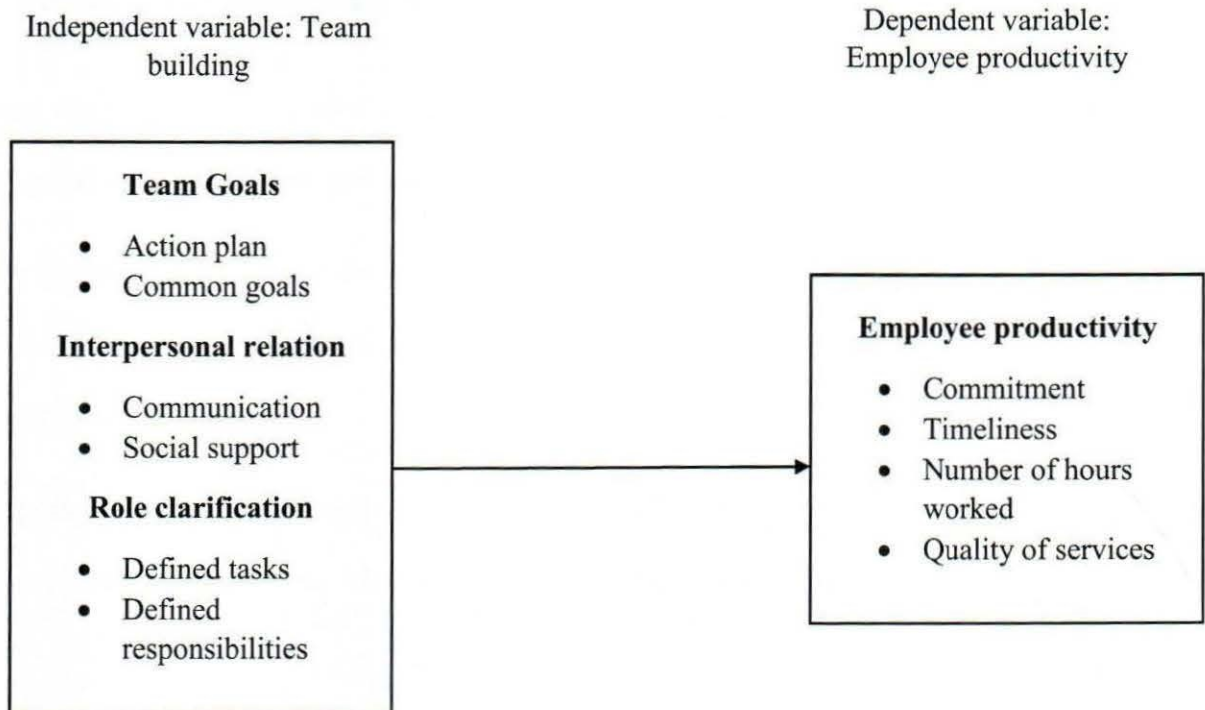 Independent variable: Team
building
Dependent variable:
Employee productivity
Team Goals
• Action plan
• Common goals
Interpersonal relation
• Communication
• Social support
Role clarification
• Defined tasks
• Defined
responsibilities
Employee productivity
• Commitment
• Timeliness
• Number of hours
worked
• Quality of services